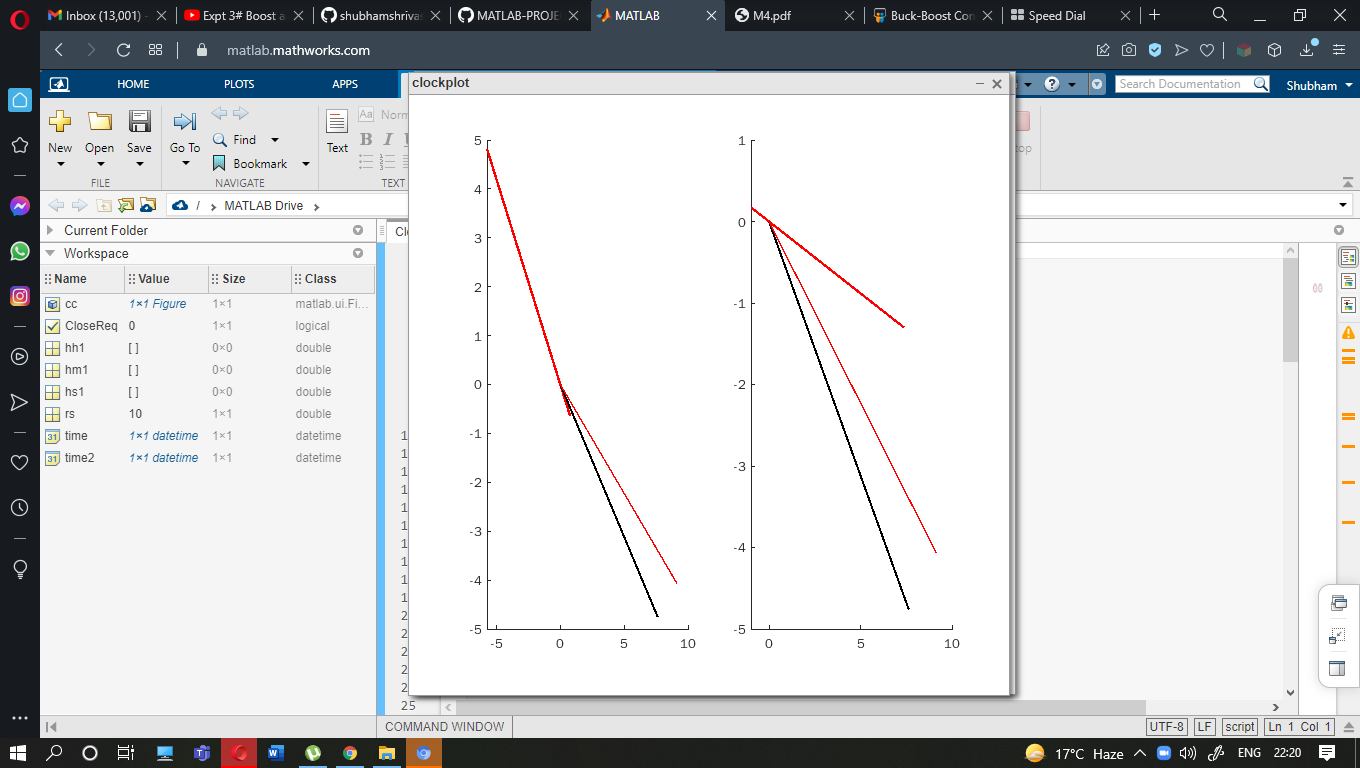 Inbox (13,001) -
Expt 3# Boost a
shubhamshrivas
MATLAB-PROJE
MATLAB
M4.pdf
Buck-Boost Con
Speed Dial
matlab.mathworks.com
HOME
PLOTS
APPS
Search Documentation
Shubham
clockplot
New
Open
Save
Go To
Find
Bookmark
Text
Aa Norm
B I U
FILE
NAVIGATE
TEXT
/ > MATLAB Drive >
Current Folder
Workspace
Name Value Size Class
cc 1×1 Figure 1×1 matlab.ui.Fi...
CloseReq 0 1×1 logical
hh1 [ ] 0×0 double
hm1 [ ] 0×0 double
hs1 [ ] 0×0 double
rs 10 1×1 double
time 1×1 datetime 1×1 datetime
time2 1×1 datetime 1×1 datetime
5
4
3
2
1
0
-1
-2
-3
-4
-5
-5 0 5 10
1
0
-1
-2
-3
-4
-5
0 5 10
25
COMMAND WINDOW
UTF-8 LF script Ln 1 Col 1
17°C Haze
ENG
22:20